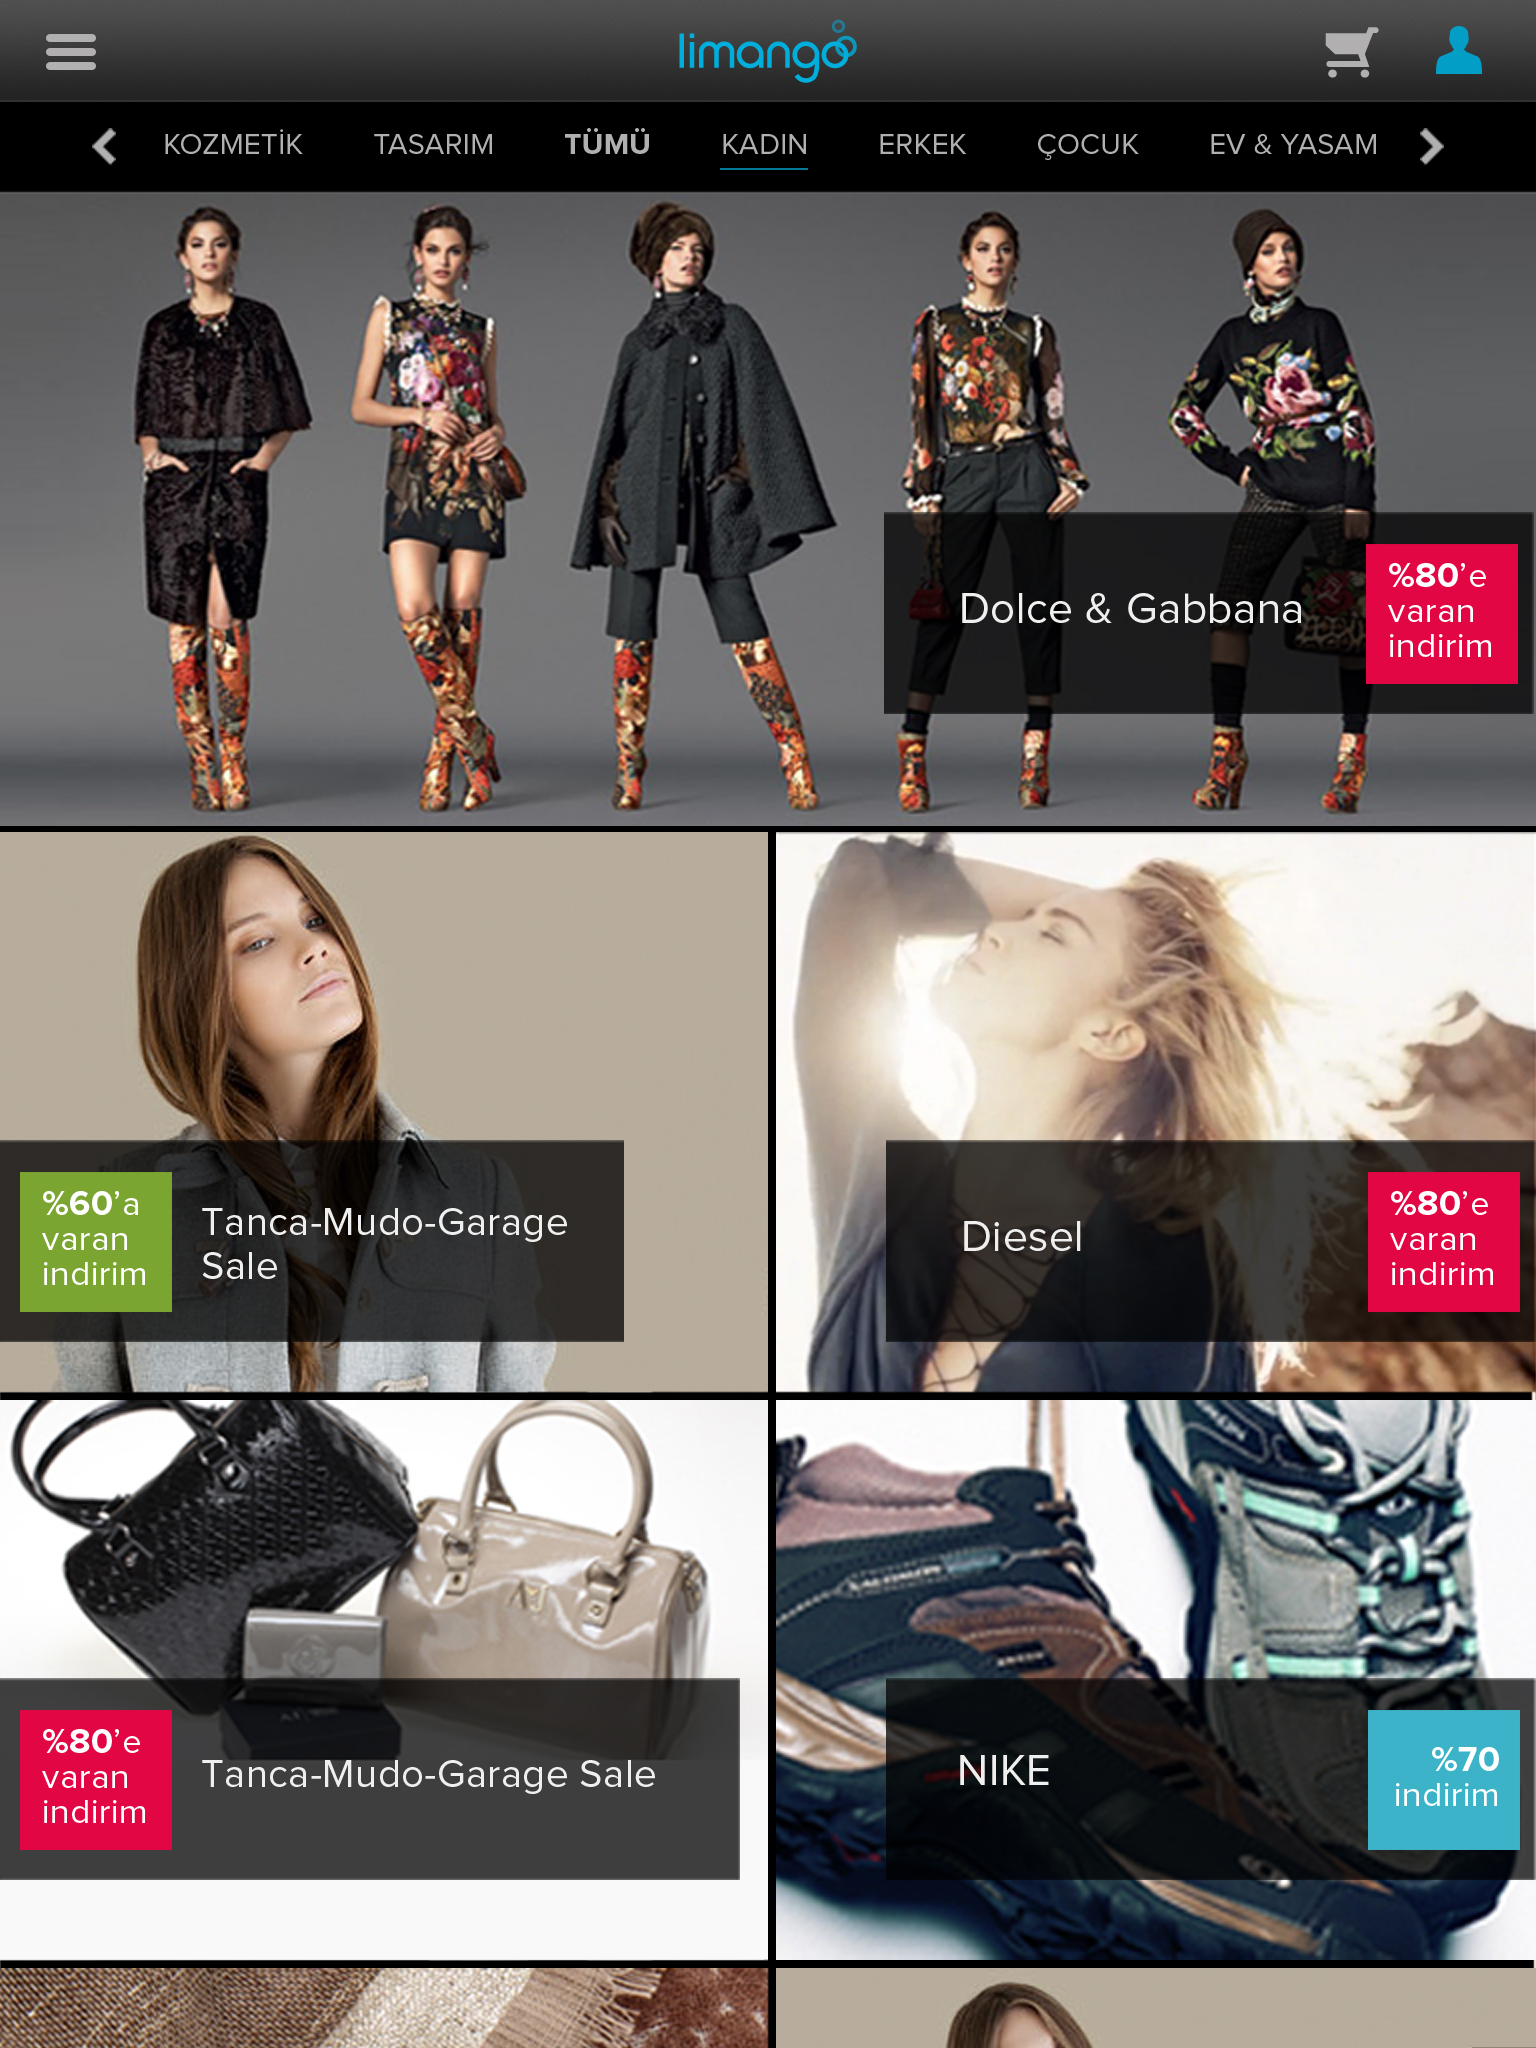 limango
KOZMETİK TASARIM TÜMÜ KADIN ERKEK ÇOCUK EV & YASAM
Dolce & Gabbana
%80’e
varan
indirim
%60’a
varan
indirim
Tanca-Mudo-Garage
Sale
Diesel
%80’e
varan
indirim
%80’e
varan
indirim
Tanca-Mudo-Garage Sale
NIKE
%70
indirim